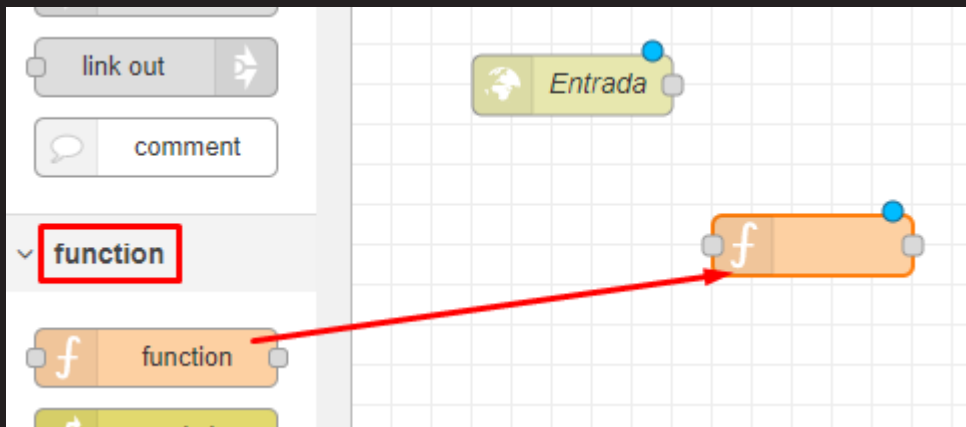 link out
Entrada
comment
function
function